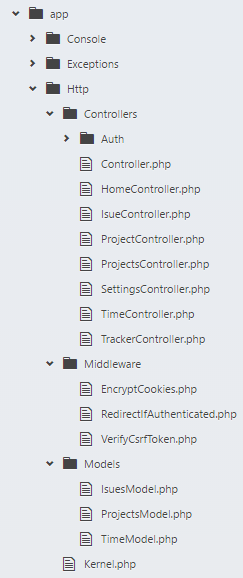 app
Console
Exceptions
Http
Controllers
Auth
Controller.php
HomeController.php
IsueController.php
ProjectController.php
ProjectsController.php
SettingsController.php
TimeController.php
TrackerController.php
Middleware
EncryptCookies.php
RedirectIfAuthenticated.php
VerifyCsrfToken.php
Models
IsuesModel.php
ProjectsModel.php
TimeModel.php
Kernel.php